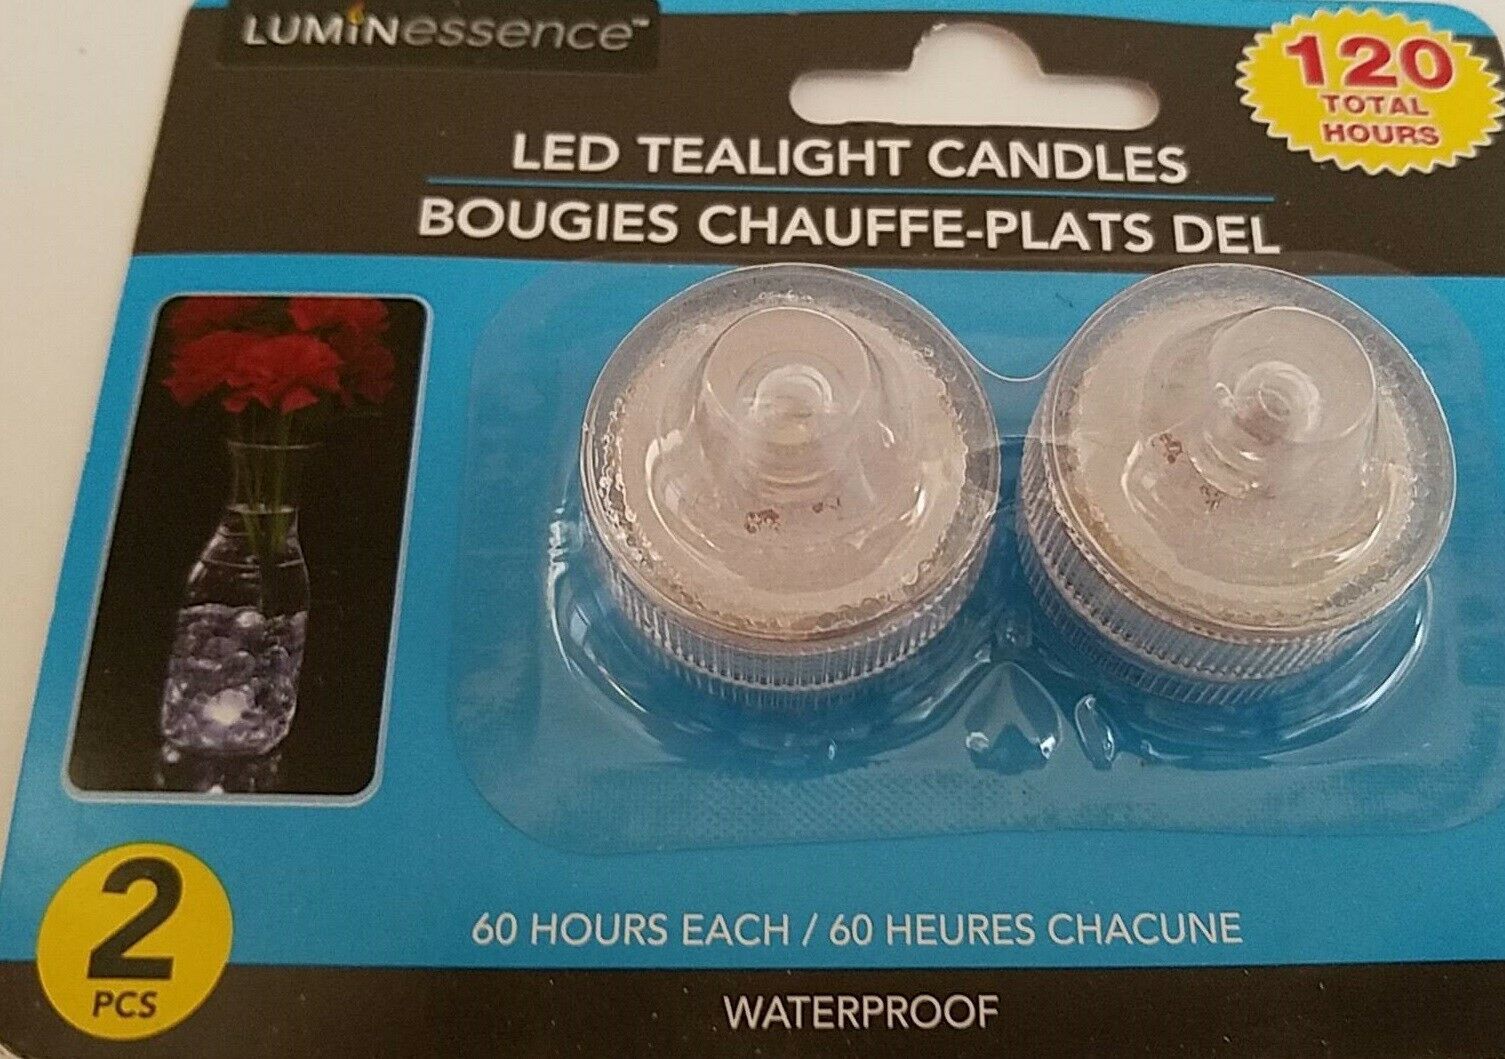 LUMiNessence™
120
TOTAL
HOURS
LED TEALIGHT CANDLES
BOUGIES CHAUFFE-PLATS DEL
2
PCS
60 HOURS EACH / 60 HEURES CHACUNE
WATERPROOF